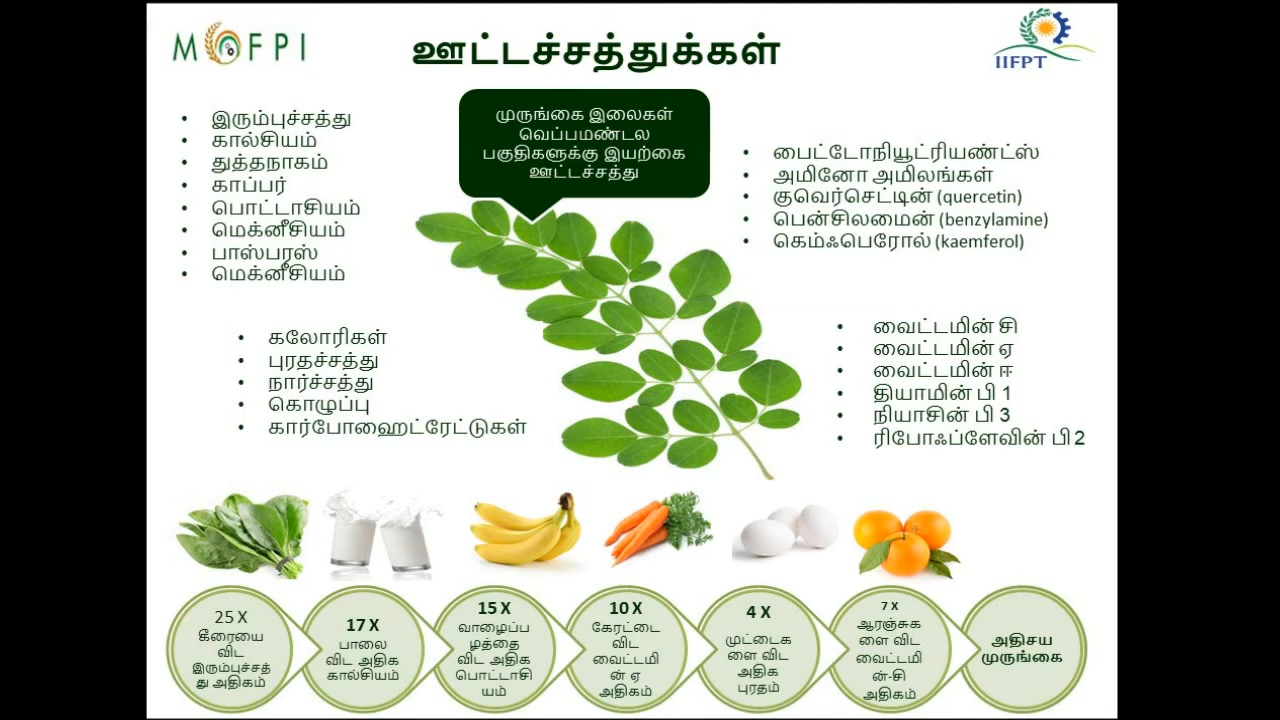 MOFPI
ஊட்டச்சத்துக்கள்
IIFPT
முருங்கை இலைகள்
வெப்பமண்டல
பகுதிகளுக்கு இயற்கை
ஊட்டச்சத்து
• இரும்புச்சத்து
• கால்சியம்
• துத்தநாகம்
• காப்பர்
• பொட்டாசியம்
• மெக்னீசியம்
• பாஸ்பரஸ்
• மெக்னீசியம்
• பைட்டோநியூட்ரியண்ட்ஸ்
• அமினோ அமிலங்கள்
• குவெர்செட்டின் (quercetin)
• பென்சிலமைன் (benzylamine)
• கெம்ஃபெரோல் (kaemferol)
• கலோரிகள்
• புரதச்சத்து
• நார்ச்சத்து
• கொழுப்பு
• கார்போஹைட்ரேட்டுகள்
• வைட்டமின் சி
• வைட்டமின் ஏ
• வைட்டமின் ஈ
• தியாமின் பி 1
• நியாசின் பி 3
• ரிபோஃப்ளேவின் பி 2
25 X
கீரையை
விட
இரும்புச்சத்
து அதிகம்
17 X
பாலை
விட அதிக
கால்சியம்
15 X
வாழைப்ப
ழத்தை
விட அதிக
பொட்டாசி
யம்
10 X
கேரட்டை
விட
வைட்டமி
ன் ஏ
அதிகம்
4 X
முட்டைக
ளை விட
அதிக
புரதம்
7 X
ஆரஞ்சுக
ளை விட
வைட்டமி
ன்-சி
அதிகம்
அதிசய
முருங்கை